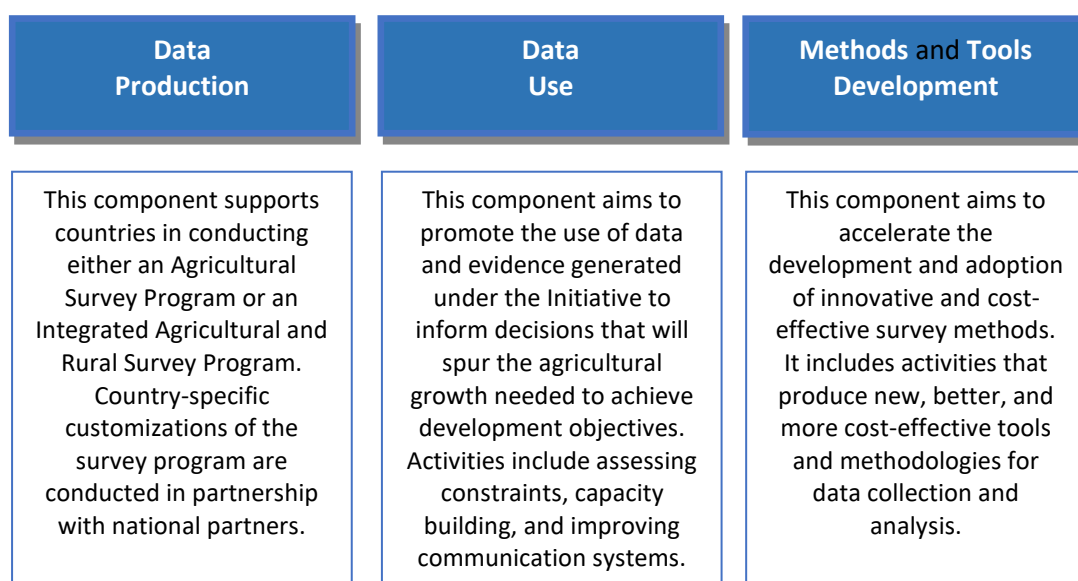 Data
Production
This component supports
countries in conducting
either an Agricultural
Survey Program or an
Integrated Agricultural and
Rural Survey Program.
Country-specific
customizations of the
survey program are
conducted in partnership
with national partners.
Data
Use
This component aims to
promote the use of data
and evidence generated
under the Initiative to
inform decisions that will
spur the agricultural
growth needed to achieve
development objectives.
Activities include assessing
constraints, capacity
building, and improving
communication systems.
Methods and Tools
Development
This component aims to
accelerate the
development and adoption
of innovative and cost-
effective survey methods.
It includes activities that
produce new, better, and
more cost-effective tools
and methodologies for
data collection and
analysis.